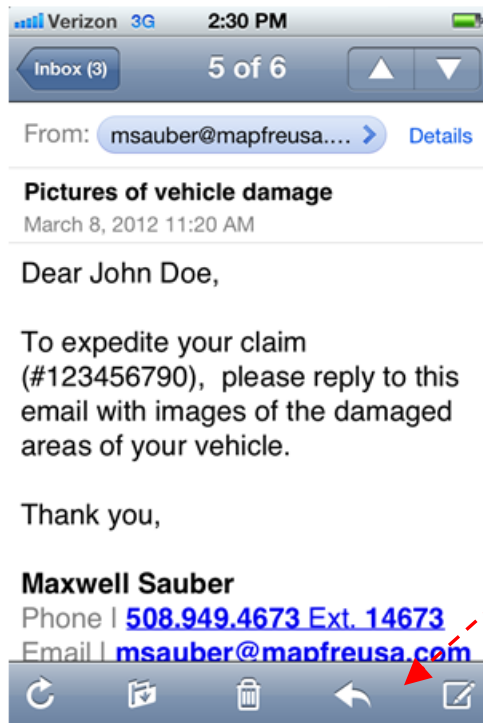 Verizon 3G 2:30 PM
Inbox (3) 5 of 6
From: msauber@mapfreusa.... Details
Pictures of vehicle damage
March 8, 2012 11:20 AM
Dear John Doe,
To expedite your claim
(#123456790), please reply to this
email with images of the damaged
areas of your vehicle.
Thank you,
Maxwell Sauber
Phone | 508.949.4673 Ext. 14673
Email | msauber@mapfreusa.com